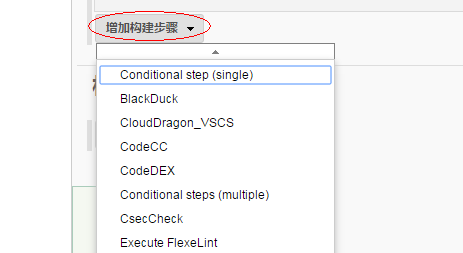 增加构建步骤
Conditional step (single)
BlackDuck
CloudDragon_VSCS
CodeCC
CodeDEX
Conditional steps (multiple)
CsecCheck
Execute FlexeLint